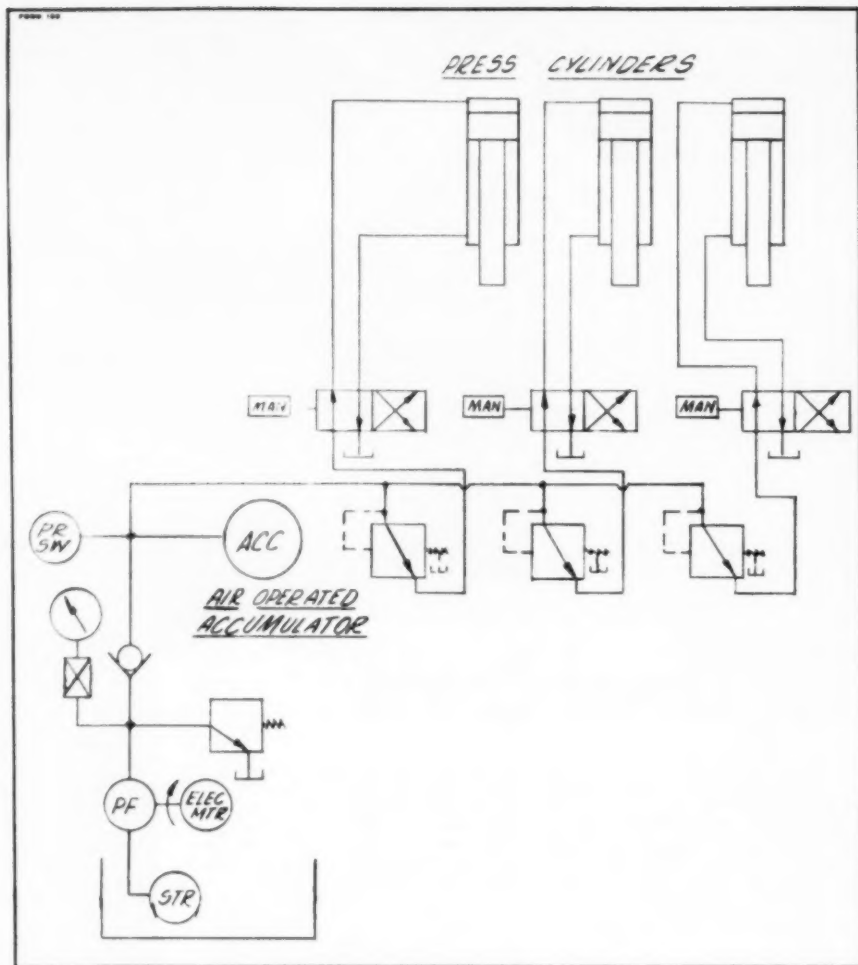 PRESS CYLINDERS
MAN
MAN
MAN
PR SW
ACC
AIR OPERATED
ACCUMULATOR
PF
ELEC MTR
STR